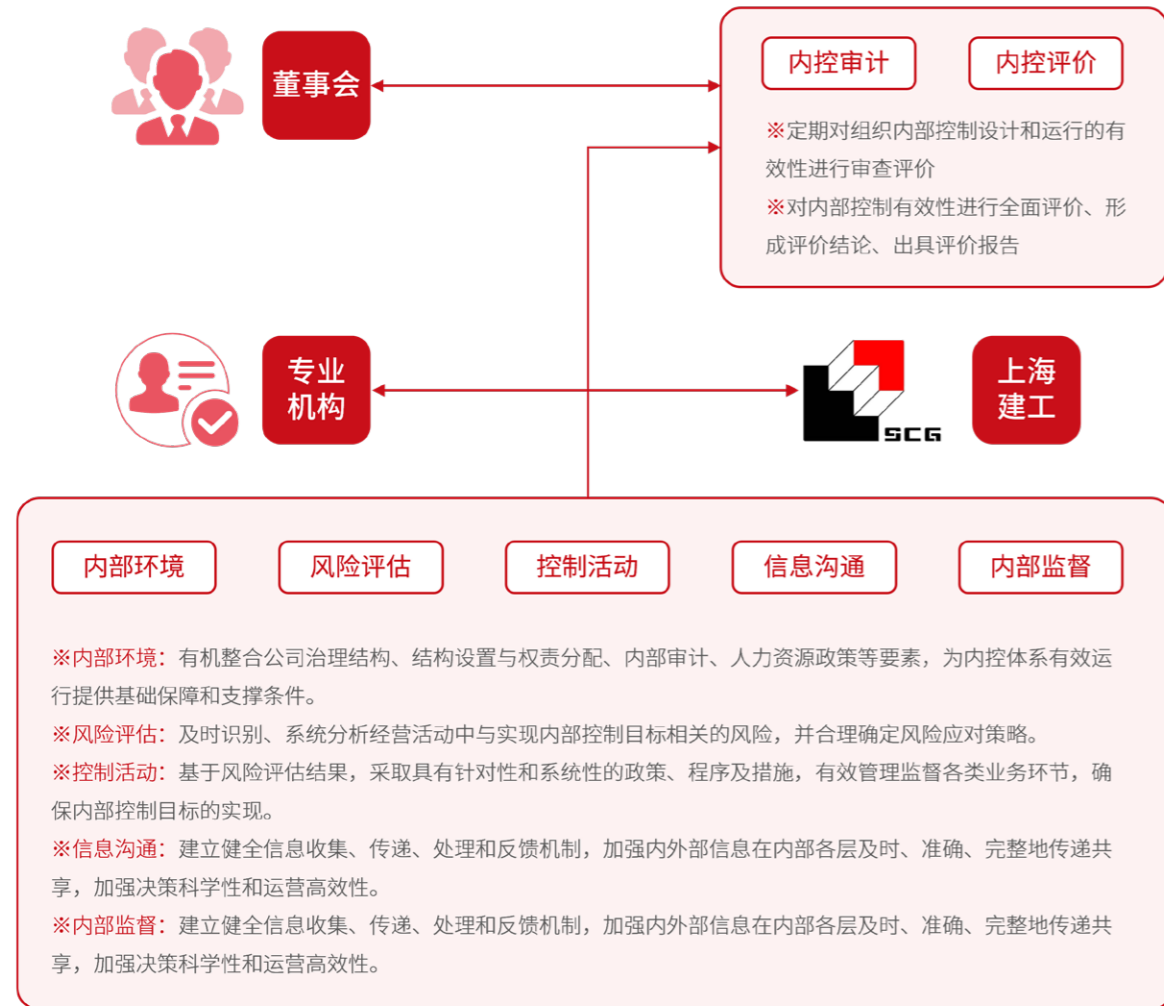 董事会
内控审计
内控评价
※定期对组织内部控制设计和运行的有
效性进行审查评价
※对内部控制有效性进行全面评价、形
成评价结论、出具评价报告
专业
机构
SCG
上海
建工
内部环境
风险评估
控制活动
信息沟通
内部监督
※内部环境：有机整合公司治理结构、结构设置与权责分配、内部审计、人力资源政策等要素，为内控体系有效运
行提供基础保障和支撑条件。
※风险评估：及时识别、系统分析经营活动中与实现内部控制目标相关的风险，并合理确定风险应对策略。
※控制活动：基于风险评估结果，采取具有针对性和系统性的政策、程序及措施，有效管理监督各类业务环节，确
保内部控制目标的实现。
※信息沟通：建立健全信息收集、传递、处理和反馈机制，加强内外部信息在内部各层及时、准确、完整地传递共
享，加强决策科学性和运营高效性。
※内部监督：建立健全信息收集、传递、处理和反馈机制，加强内外部信息在内部各层及时、准确、完整地传递共
享，加强决策科学性和运营高效性。